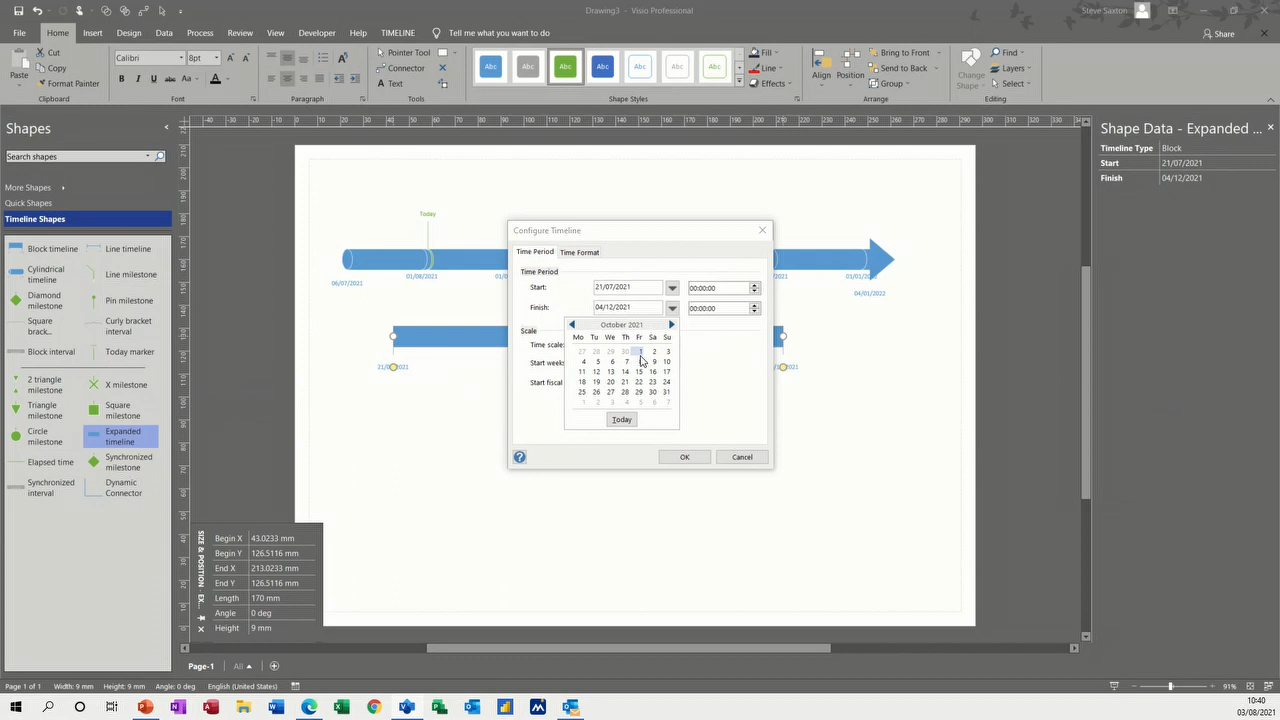 Drawing3 - Visio Professional
Steve Saxton
File Home Insert Design Data Process Review View Developer Help TIMELINE Tell me what you want to do
Share
Paste
Cut
Copy
Format Painter
Clipboard
Calibri 8pt
B I U abc Aa A
Font
Paragraph
Pointer Tool
Connector
A Text
Tools
Abc Abc Abc Abc Abc Abc Abc
Shape Styles
Fill
Line
Effects
Align
Position
Bring to Front
Send to Back
Group
Arrange
Change
Shape
Find
Layers
Select
Editing
Shapes
Search shapes
More Shapes
Quick Shapes
Timeline Shapes
Block timeline
Line timeline
Cylindrical
timeline
Line milestone
Diamond
milestone
Pin milestone
Square
brac...
Curly bracket
interval
Block interval
Today marker
2 triangle
milestone
X milestone
Triangle
milestone
Square
milestone
Circle
milestone
Expanded
timeline
Elapsed time
Synchronized
milestone
Synchronized
interval
Dynamic
Connector
Today
06/07/2021
01/08/2021
04/01/2022
Configure Timeline
Time Period
Time Format
Time Period
Start: 21/07/2021 00:00:00
Finish: 04/12/2021 00:00:00
Scale
Time scale:
Start week
Start fiscal
October 2021
Mo Tu We Th Fr Sa Su
27 28 29 30 1 2 3
4 5 6 7 9 10
11 12 13 14 15 16 17
18 19 20 21 22 23 24
25 26 27 28 29 30 31
1 2 3 4 5 6 7
Today
OK
Cancel
Shape Data - Expanded ...
Timeline Type Block
Start 21/07/2021
Finish 04/12/2021
SIZE & POSITION - EX...
Begin X 43.0233 mm
Begin Y 126.5116 mm
End X 213.0233 mm
End Y 126.5116 mm
Length 170 mm
Angle 0 deg
Height 9 mm
Page-1
All
Page 1 of 1 Width: 9 mm Height: 9 mm Angle: 0 deg English (United States)
91%
10:40
03/08/2021